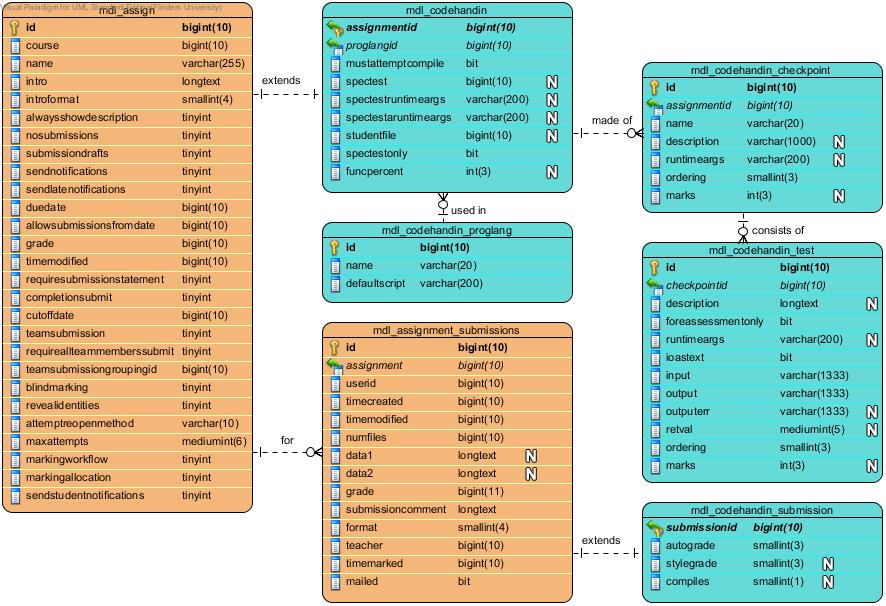 Visual Paradigm for UML Standard Edition(Flinders University)
mdl_assign
id bigint(10)
course bigint(10)
name varchar(255)
intro longtext
introformat smallint(4)
alwaysshowdescription tinyint
nosubmissions tinyint
submissiondrafts tinyint
sendnotifications tinyint
sendlatenotifications tinyint
duedate bigint(10)
allowsubmissionsfromdate bigint(10)
grade bigint(10)
timemodified bigint(10)
requiresubmissionstatement tinyint
completionsubmit tinyint
cutoffdate bigint(10)
teamsubmission tinyint
requireallteammemberssubmit tinyint
teamsubmissiongroupingid bigint(10)
blindmarking tinyint
revealidentities tinyint
attemptreopenmethod varchar(10)
maxattempts mediumint(6)
markingworkflow tinyint
markingallocation tinyint
sendstudentnotifications tinyint
extends
for
mdl_codehandin
assignmentid bigint(10)
proglangid bigint(10)
mustattemptcompile bit
spectest bigint(10) N
spectestruntimeargs varchar(200) N
spectestaruntimeargs varchar(200) N
studentfile bigint(10) N
spectestonly bit
funcpercent int(3) N
used in
mdl_codehandin_proglang
id bigint(10)
name varchar(20)
defaultscript varchar(200)
mdl_assignment_submissions
id bigint(10)
assignment bigint(10)
userid bigint(10)
timecreated bigint(10)
timemodified bigint(10)
numfiles bigint(10)
data1 longtext N
data2 longtext N
grade bigint(11)
submissioncomment longtext
format smallint(4)
teacher bigint(10)
timemarked bigint(10)
mailed bit
made of
extends
mdl_codehandin_checkpoint
id bigint(10)
assignmentid bigint(10)
name varchar(20)
description varchar(1000) N
runtimeargs varchar(200) N
ordering smallint(3)
marks int(3) N
consists of
mdl_codehandin_test
id bigint(10)
checkpointid bigint(10)
description longtext N
foreassessmentonly bit
runtimeargs varchar(200) N
ioastext bit
input varchar(1333)
output varchar(1333)
outputerr varchar(1333) N
retval mediumint(5) N
ordering smallint(3)
marks int(3) N
mdl_codehandin_submission
submissionid bigint(10)
autograde smallint(3)
stylegrade smallint(3) N
compiles smallint(1) N